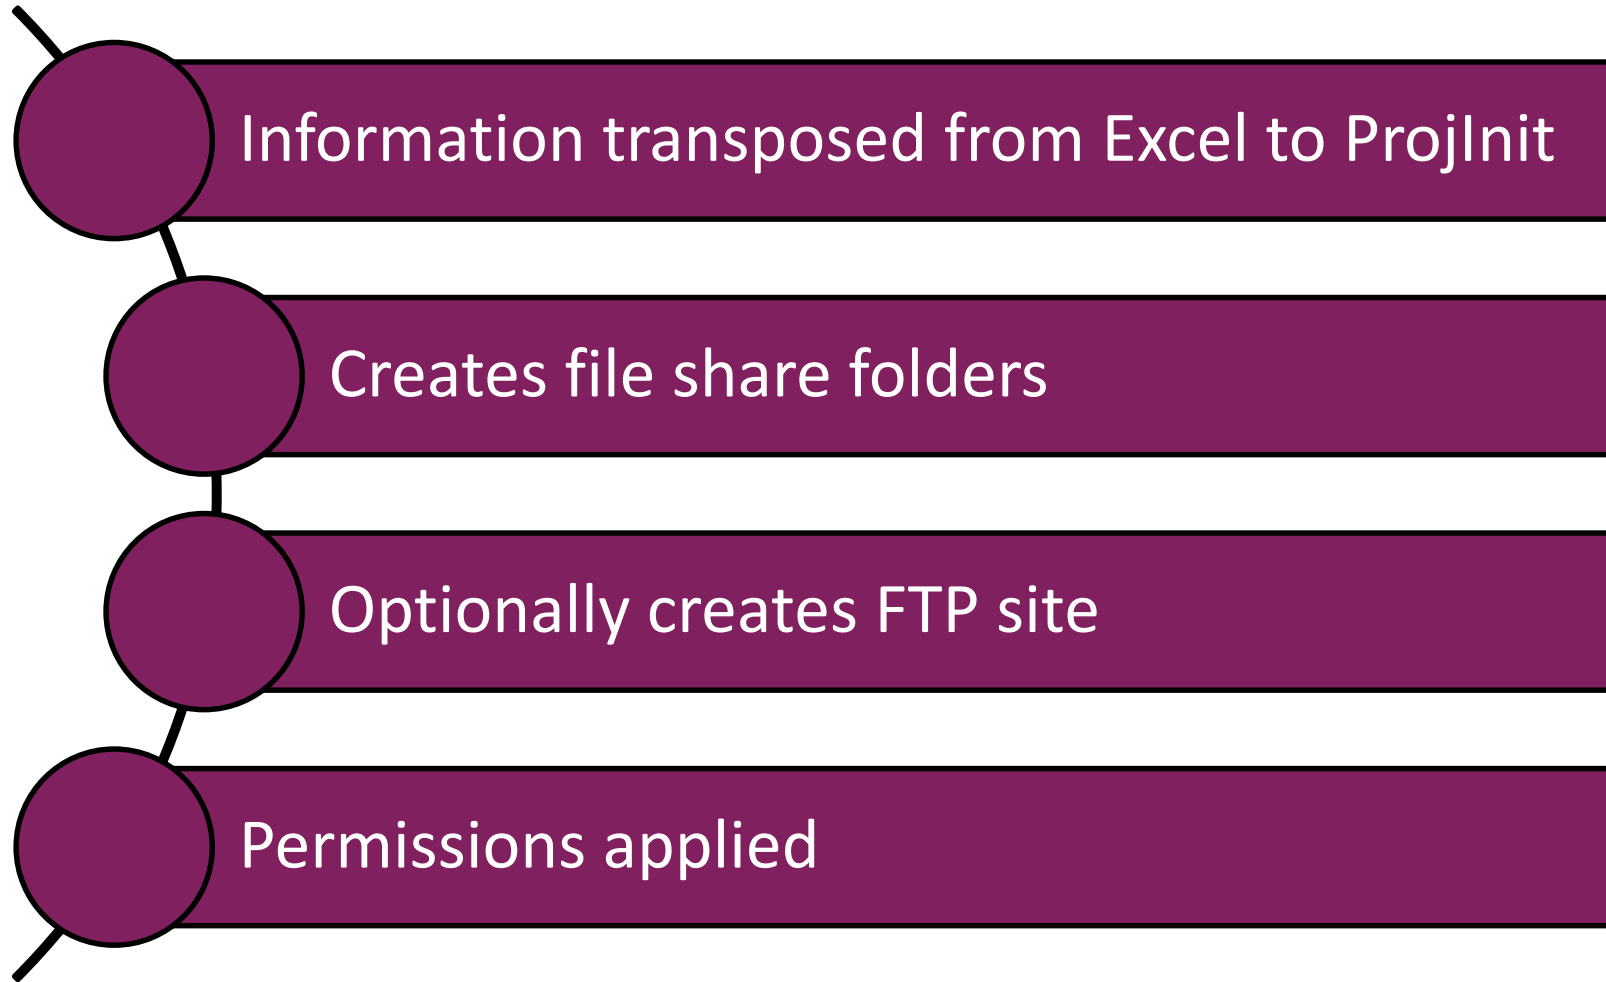 Information transposed from Excel to ProjInit
Creates file share folders
Optionally creates FTP site
Permissions applied